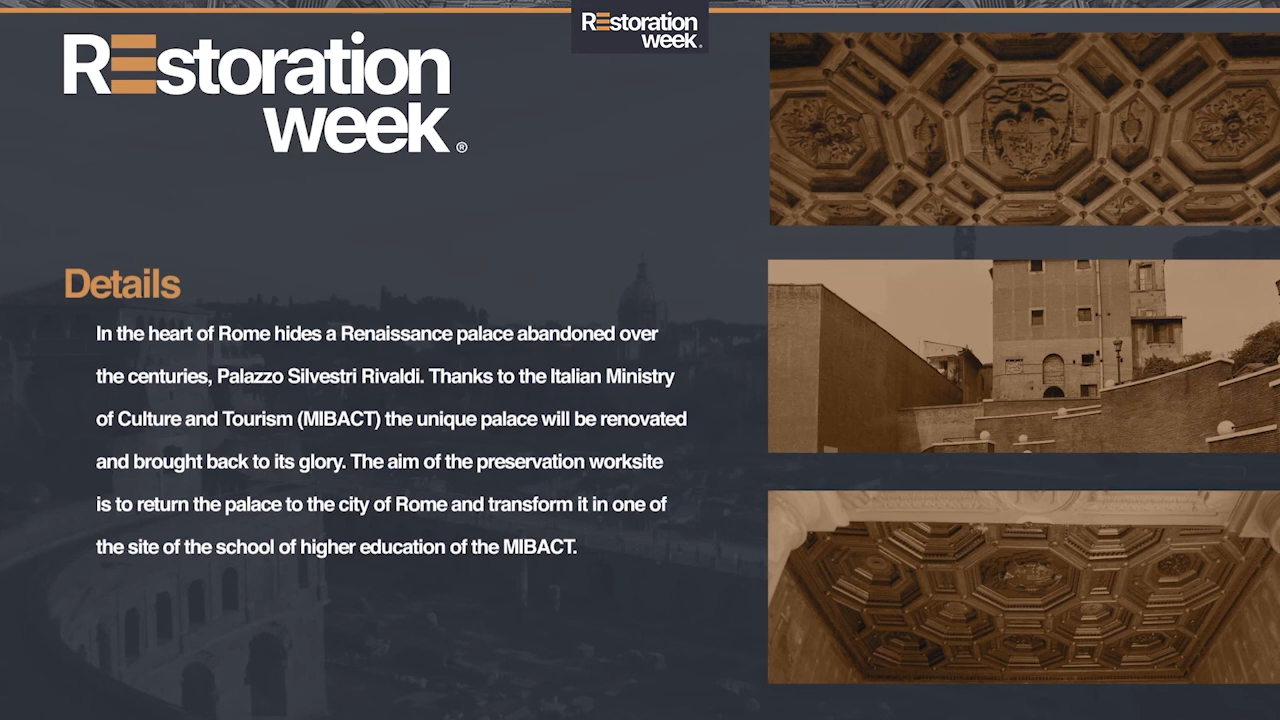 REstoration
week®
REstoration
week®
Details
In the heart of Rome hides a Renaissance palace abandoned over
the centuries, Palazzo Silvestri Rivaldi. Thanks to the Italian Ministry
of Culture and Tourism (MIBACT) the unique palace will be renovated
and brought back to its glory. The aim of the preservation worksite
is to return the palace to the city of Rome and transform it in one of
the site of the school of higher education of the MIBACT.